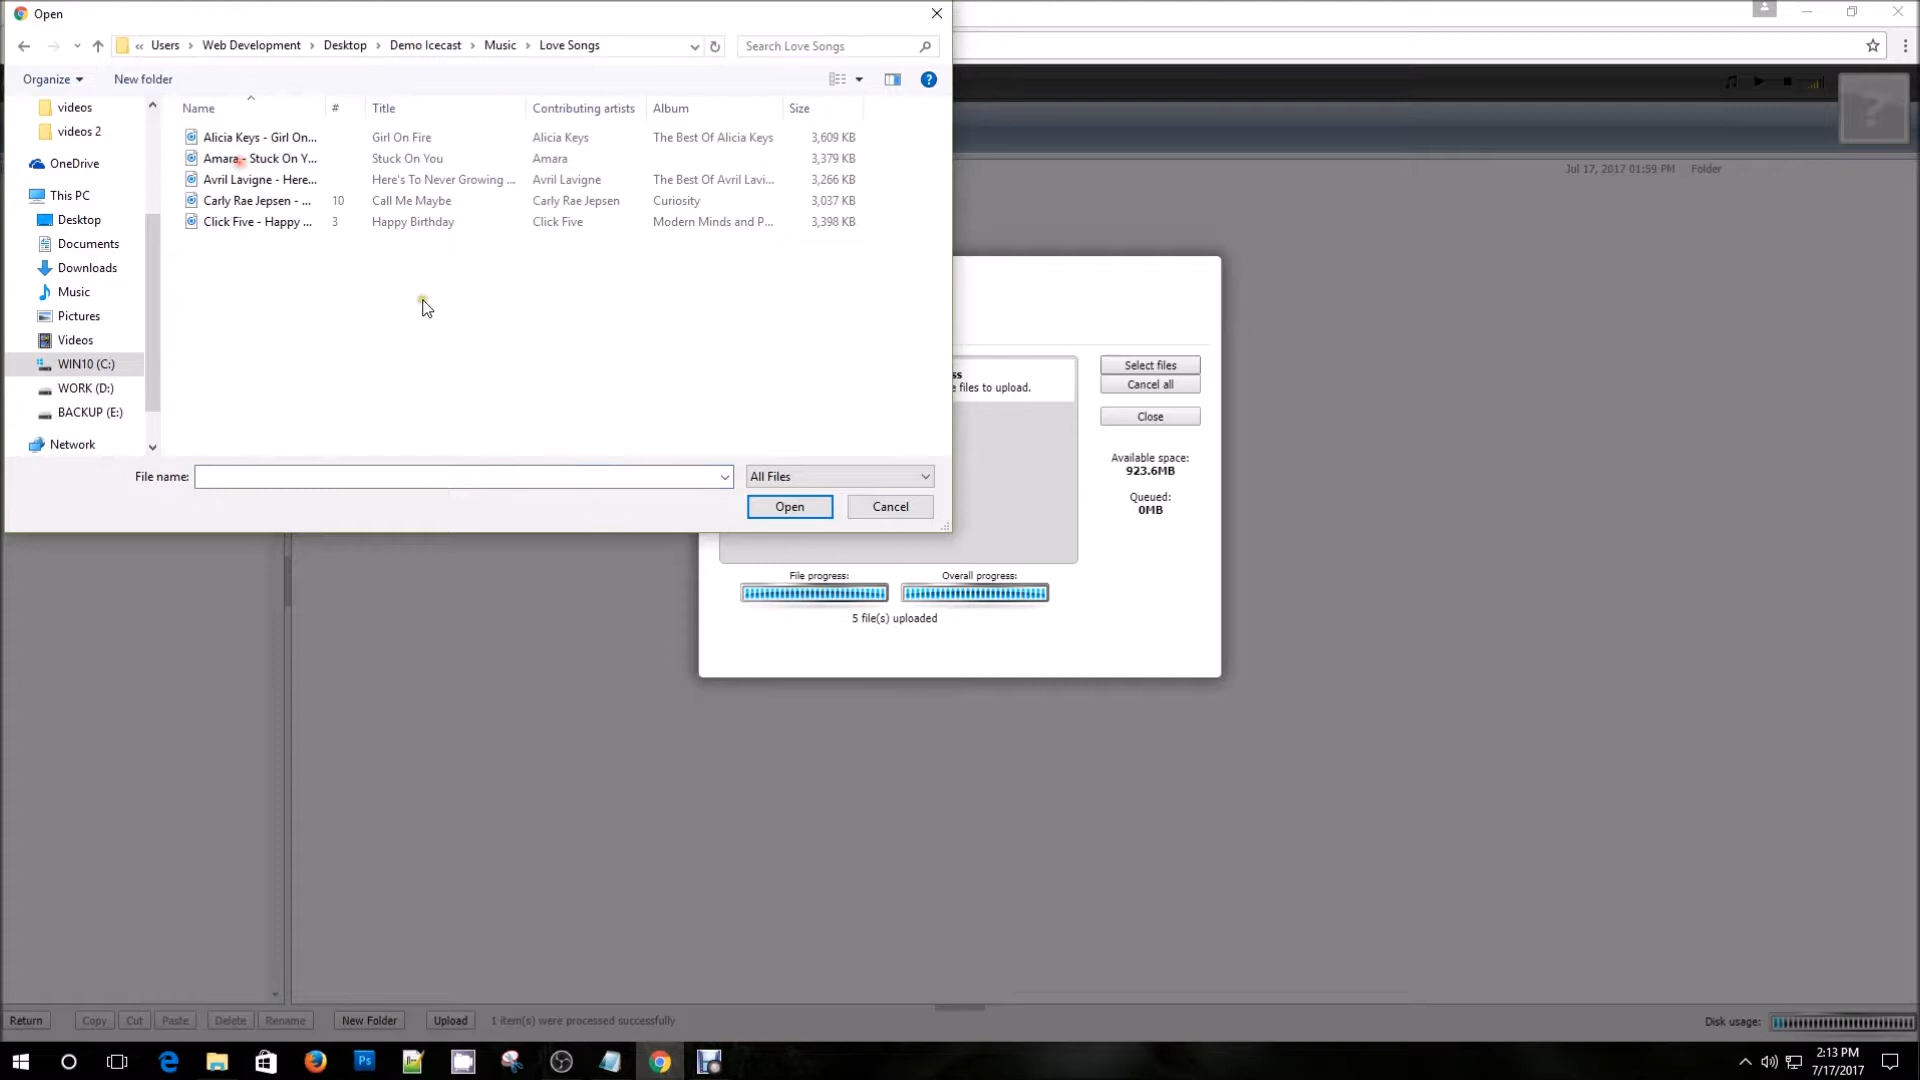 Open
« Users › Web Development › Desktop › Demo Icecast › Music › Love Songs
Search Love Songs
Organize
New folder
Name # Title Contributing artists Album Size
Alicia Keys - Girl On... Girl On Fire Alicia Keys The Best Of Alicia Keys 3,609 KB
Amara - Stuck On Y... Stuck On You Amara 3,379 KB
Avril Lavigne - Here... Here's To Never Growing ... Avril Lavigne The Best Of Avril Lavi... 3,266 KB
Carly Rae Jepsen - ... 10 Call Me Maybe Carly Rae Jepsen Curiosity 3,037 KB
Click Five - Happy ... 3 Happy Birthday Click Five Modern Minds and P... 3,398 KB
videos
videos 2
OneDrive
This PC
Desktop
Documents
Downloads
Music
Pictures
Videos
WIN10 (C:)
WORK (D:)
BACKUP (E:)
Network
File name:
All Files
Open
Cancel
Jul 17, 2017 01:59 PM Folder
ss
e files to upload.
Select files
Cancel all
Close
Available space:
923.6MB
Queued:
0MB
File progress:
Overall progress:
5 file(s) uploaded
Return
Copy
Cut
Paste
Delete
Rename
New Folder
Upload
1 item(s) were processed successfully
Disk usage:
Ps
2:13 PM
7/17/2017